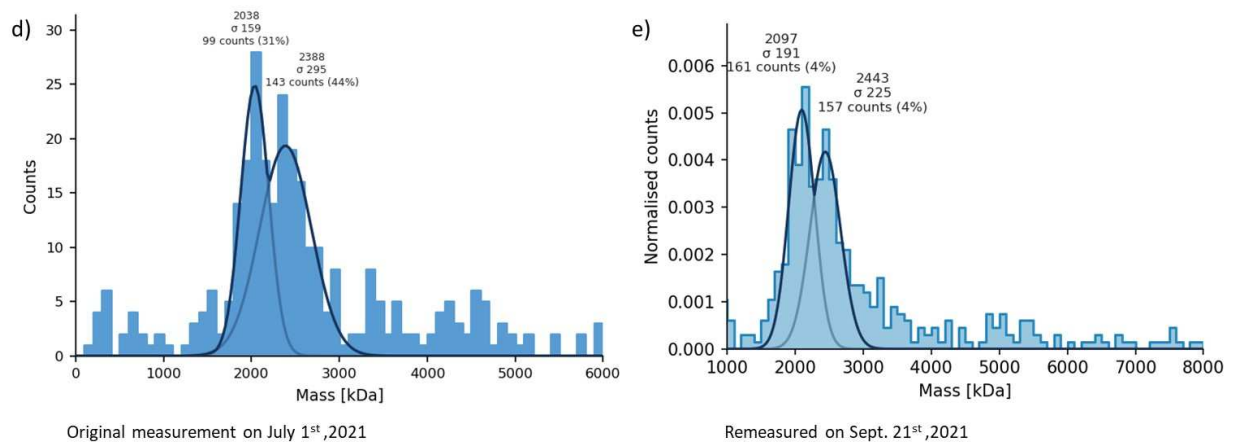 d)
2038
σ 159
99 counts (31%)
2388
σ 295
143 counts (44%)
30
25
20
15
10
5
0
Counts
0 1000 2000 3000 4000 5000 6000
Mass [kDa]
Original measurement on July 1st,2021
e)
2097
σ 191
161 counts (4%)
2443
σ 225
157 counts (4%)
0.006
0.005
0.004
0.003
0.002
0.001
0.000
Normalised counts
1000 2000 3000 4000 5000 6000 7000 8000
Mass [kDa]
Remeasured on Sept. 21st,2021